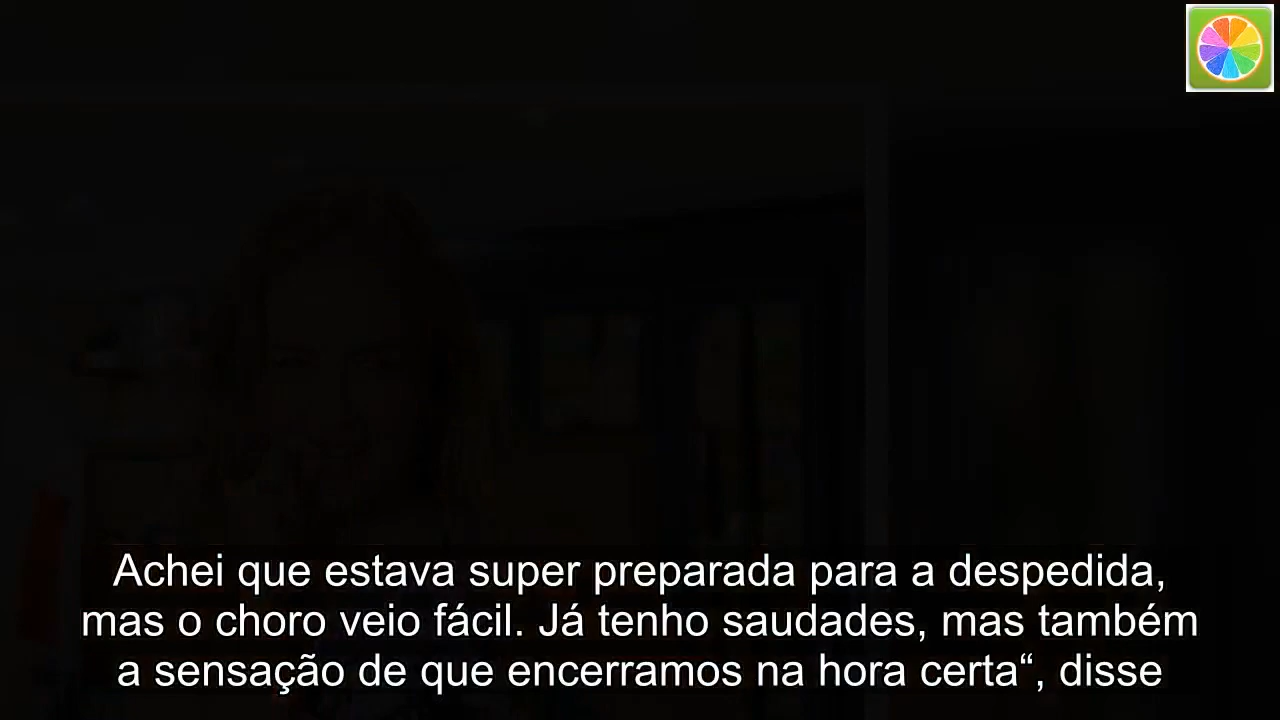 Achei que estava super preparada para a despedida,
mas o choro veio fácil. Já tenho saudades, mas também
a sensação de que encerramos na hora certa“, disse